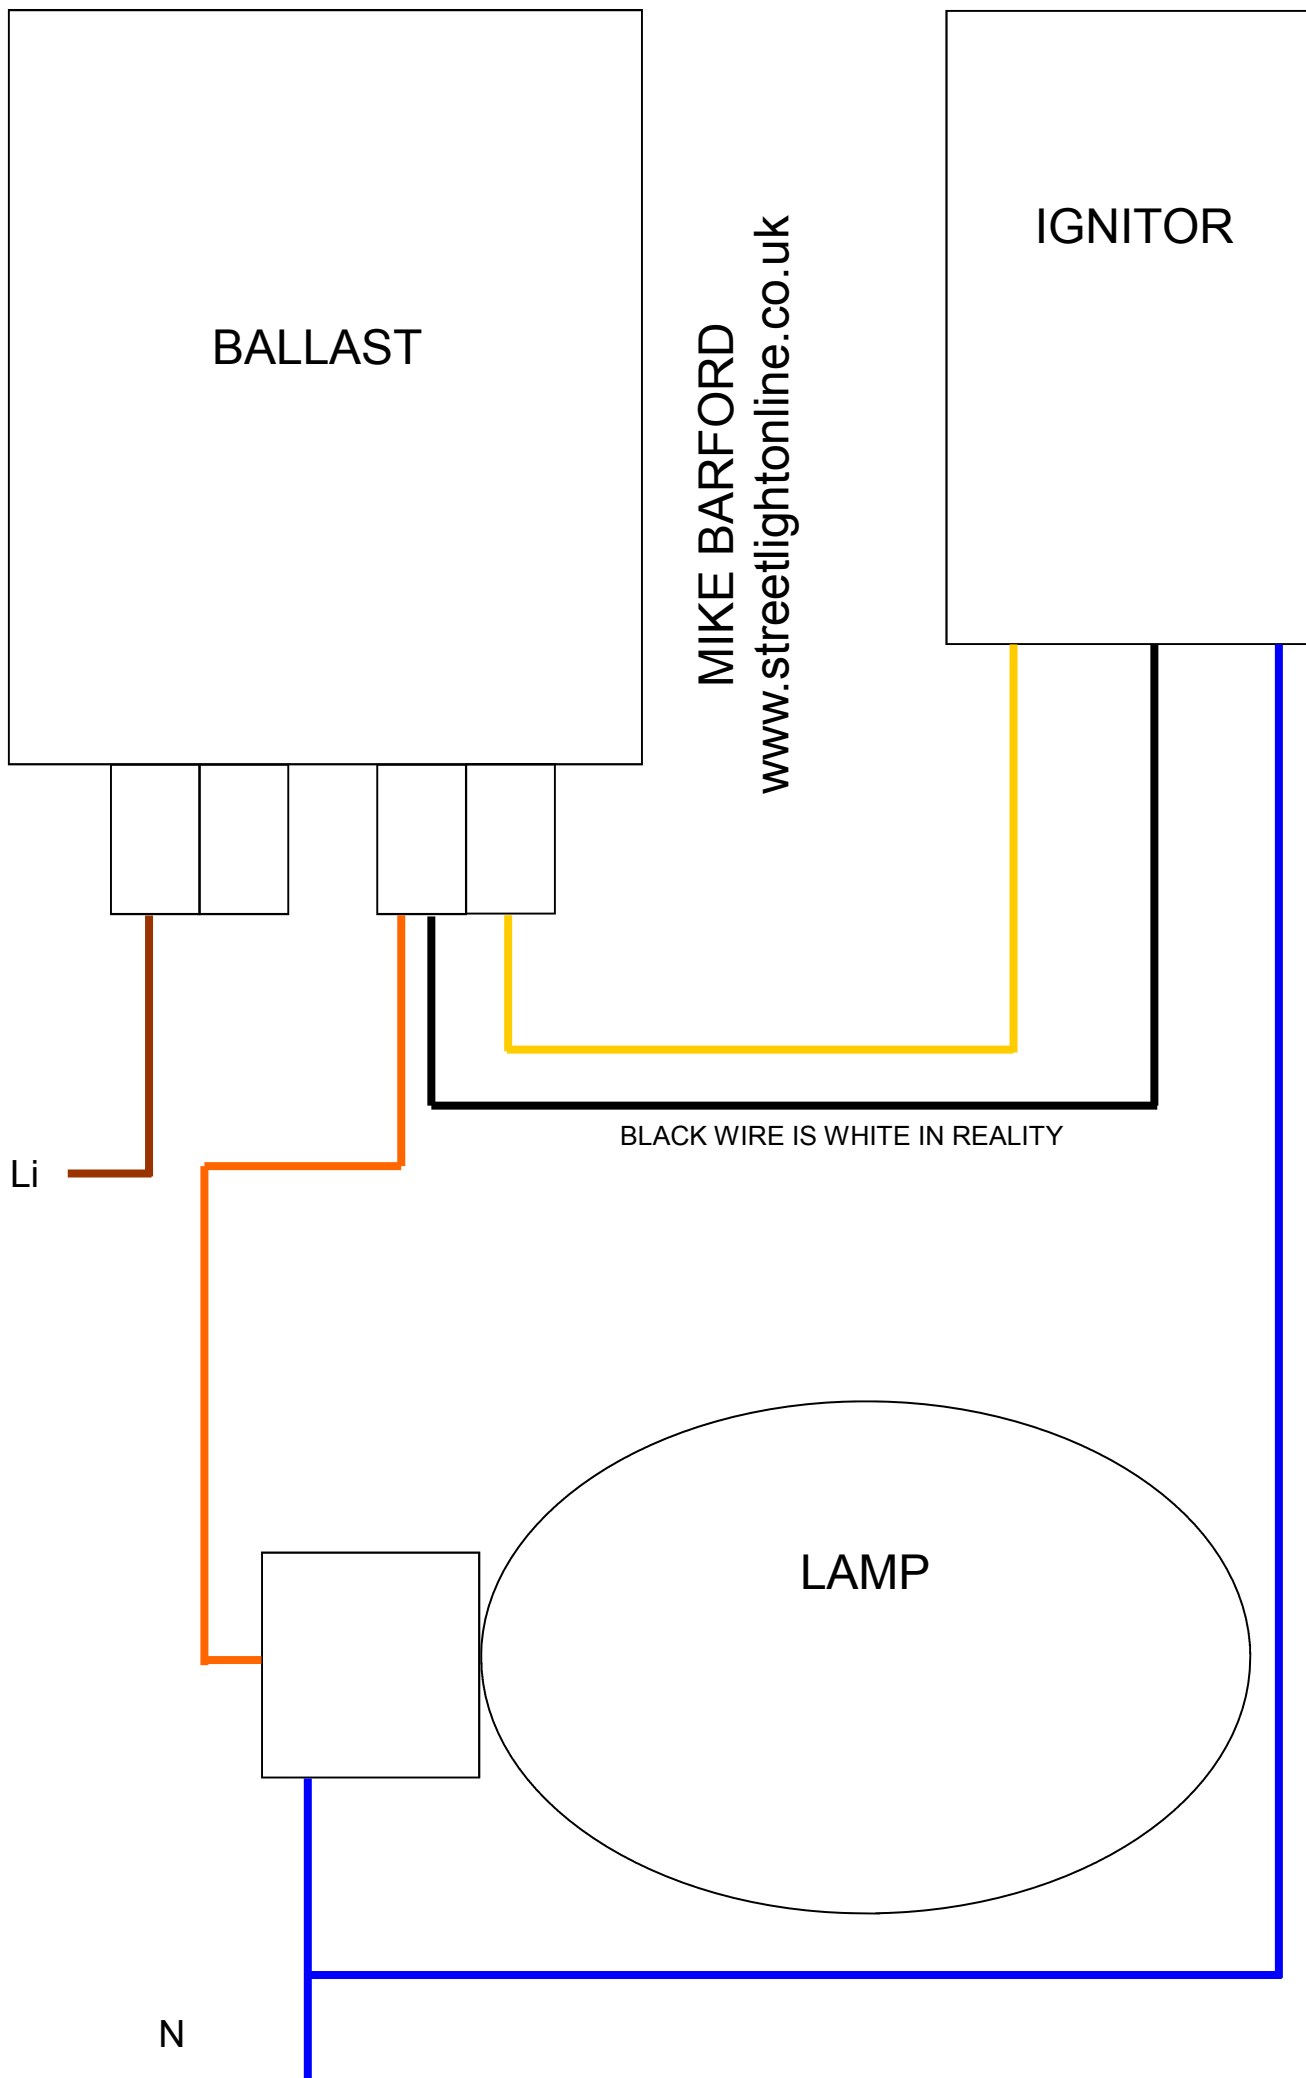 IGNITOR
BALLAST
MIKE BARFORD
www.streetlightonline.co.uk
BLACK WIRE IS WHITE IN REALITY
Li
LAMP
N